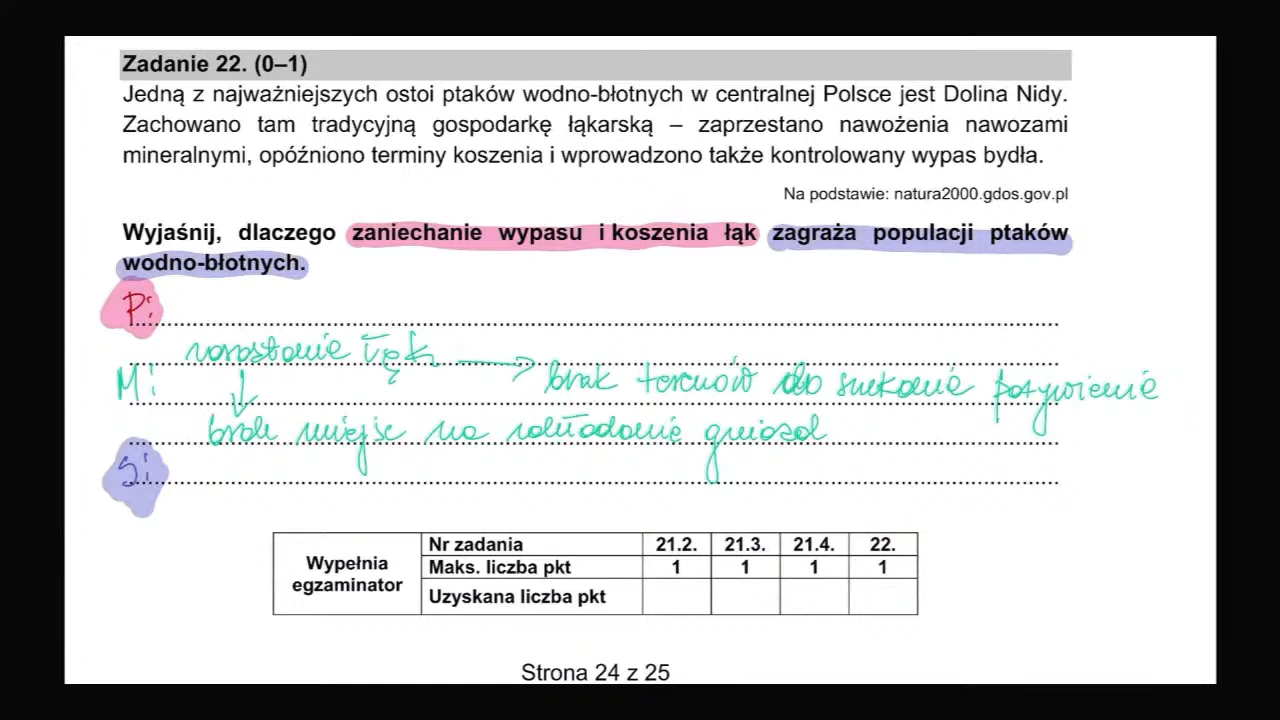 Zadanie 22. (0–1)
Jedną z najważniejszych ostoi ptaków wodno-błotnych w centralnej Polsce jest Dolina Nidy.
Zachowano tam tradycyjną gospodarkę łąkarską – zaprzestano nawożenia nawozami
mineralnymi, opóźniono terminy koszenia i wprowadzono także kontrolowany wypas bydła.
Na podstawie: natura2000.gdos.gov.pl
Wyjaśnij, dlaczego zaniechanie wypasu i koszenia łąk zagraża populacji ptaków
wodno-błotnych.
P:
zarastanie łąk → brak terenów do szukania pożywienia
M:
brak miejsc na zakładanie gniazd
S:
Wypełnia egzaminator
Nr zadania 21.2. 21.3. 21.4. 22.
Maks. liczba pkt 1 1 1 1
Uzyskana liczba pkt
Strona 24 z 25